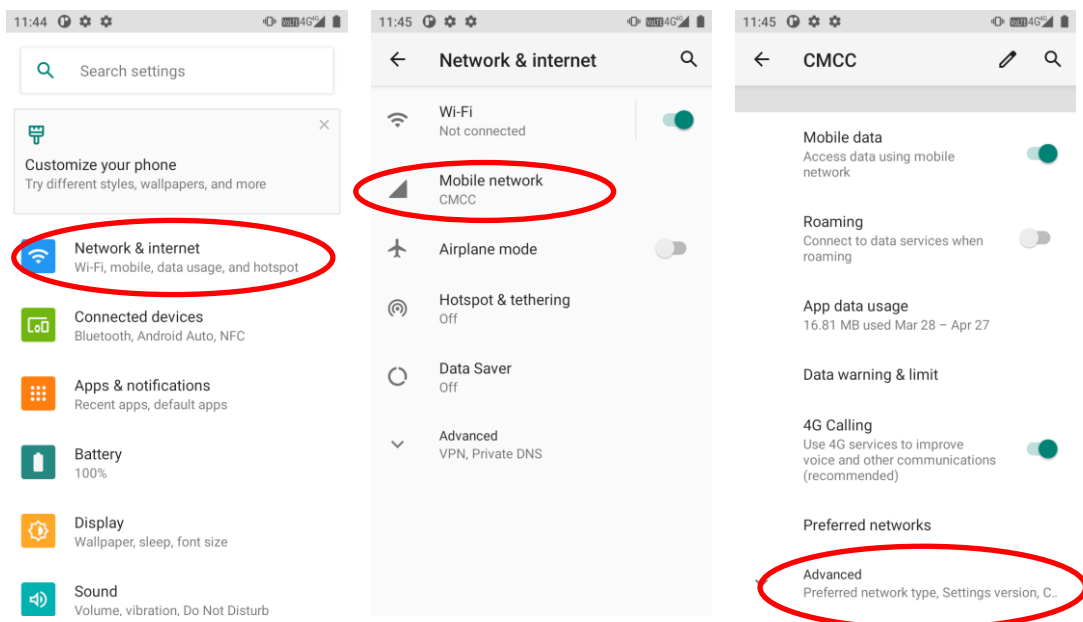 11:44 4G
Search settings
Customize your phone
Try different styles, wallpapers, and more
Network & internet
Wi-Fi, mobile, data usage, and hotspot
Connected devices
Bluetooth, Android Auto, NFC
Apps & notifications
Recent apps, default apps
Battery
100%
Display
Wallpaper, sleep, font size
Sound
Volume, vibration, Do Not Disturb
11:45 4G
Network & internet
Wi-Fi
Not connected
Mobile network
CMCC
Airplane mode
Hotspot & tethering
Off
Data Saver
Off
Advanced
VPN, Private DNS
11:45 4G
CMCC
Mobile data
Access data using mobile
network
Roaming
Connect to data services when
roaming
App data usage
16.81 MB used Mar 28 – Apr 27
Data warning & limit
4G Calling
Use 4G services to improve
voice and other communications
(recommended)
Preferred networks
Advanced
Preferred network type, Settings version, C..